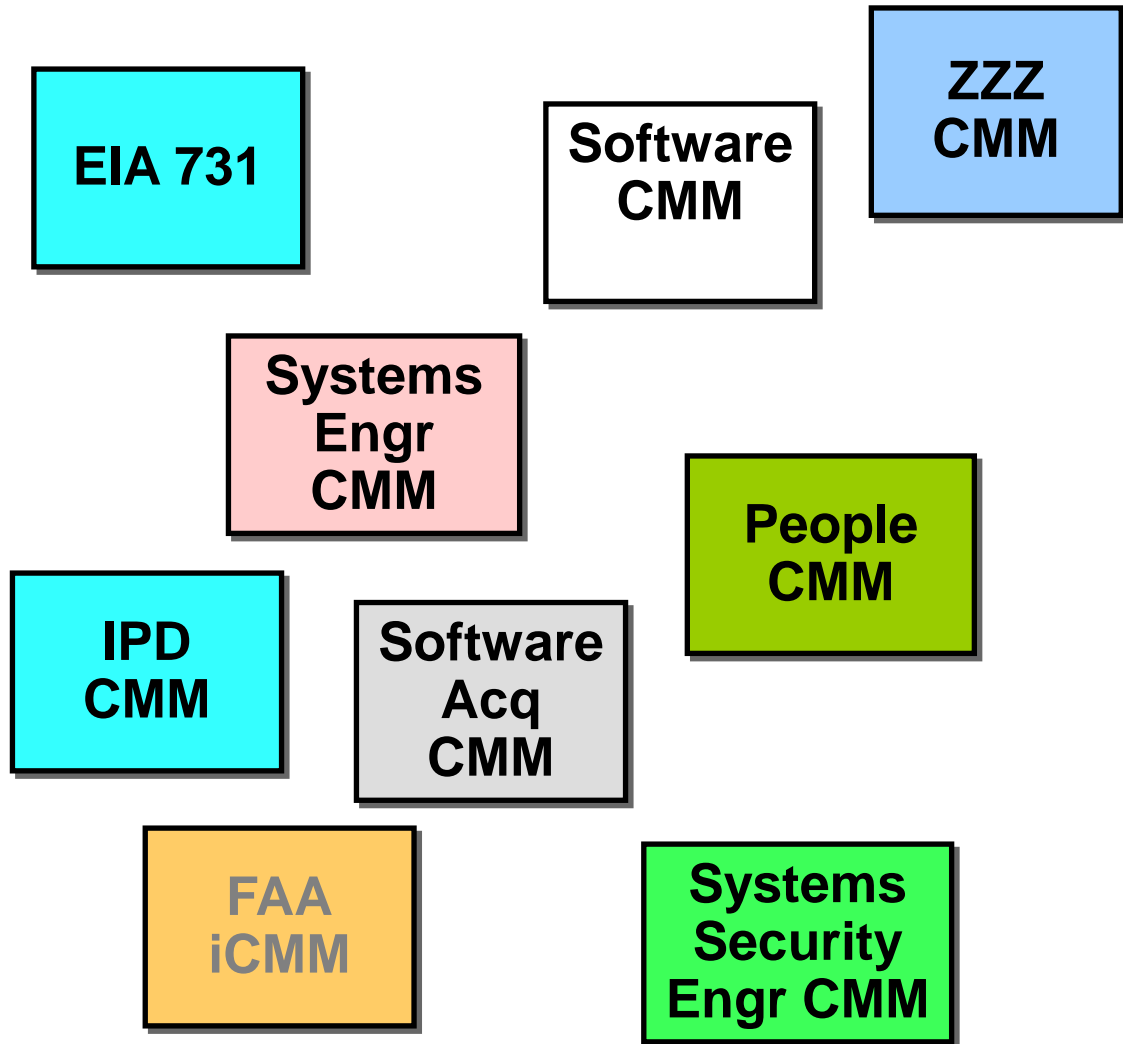 ZZZ
CMM
EIA 731
Software
CMM
Systems
Engr
CMM
People
CMM
IPD
CMM
Software
Acq
CMM
FAA
iCMM
Systems
Security
Engr CMM